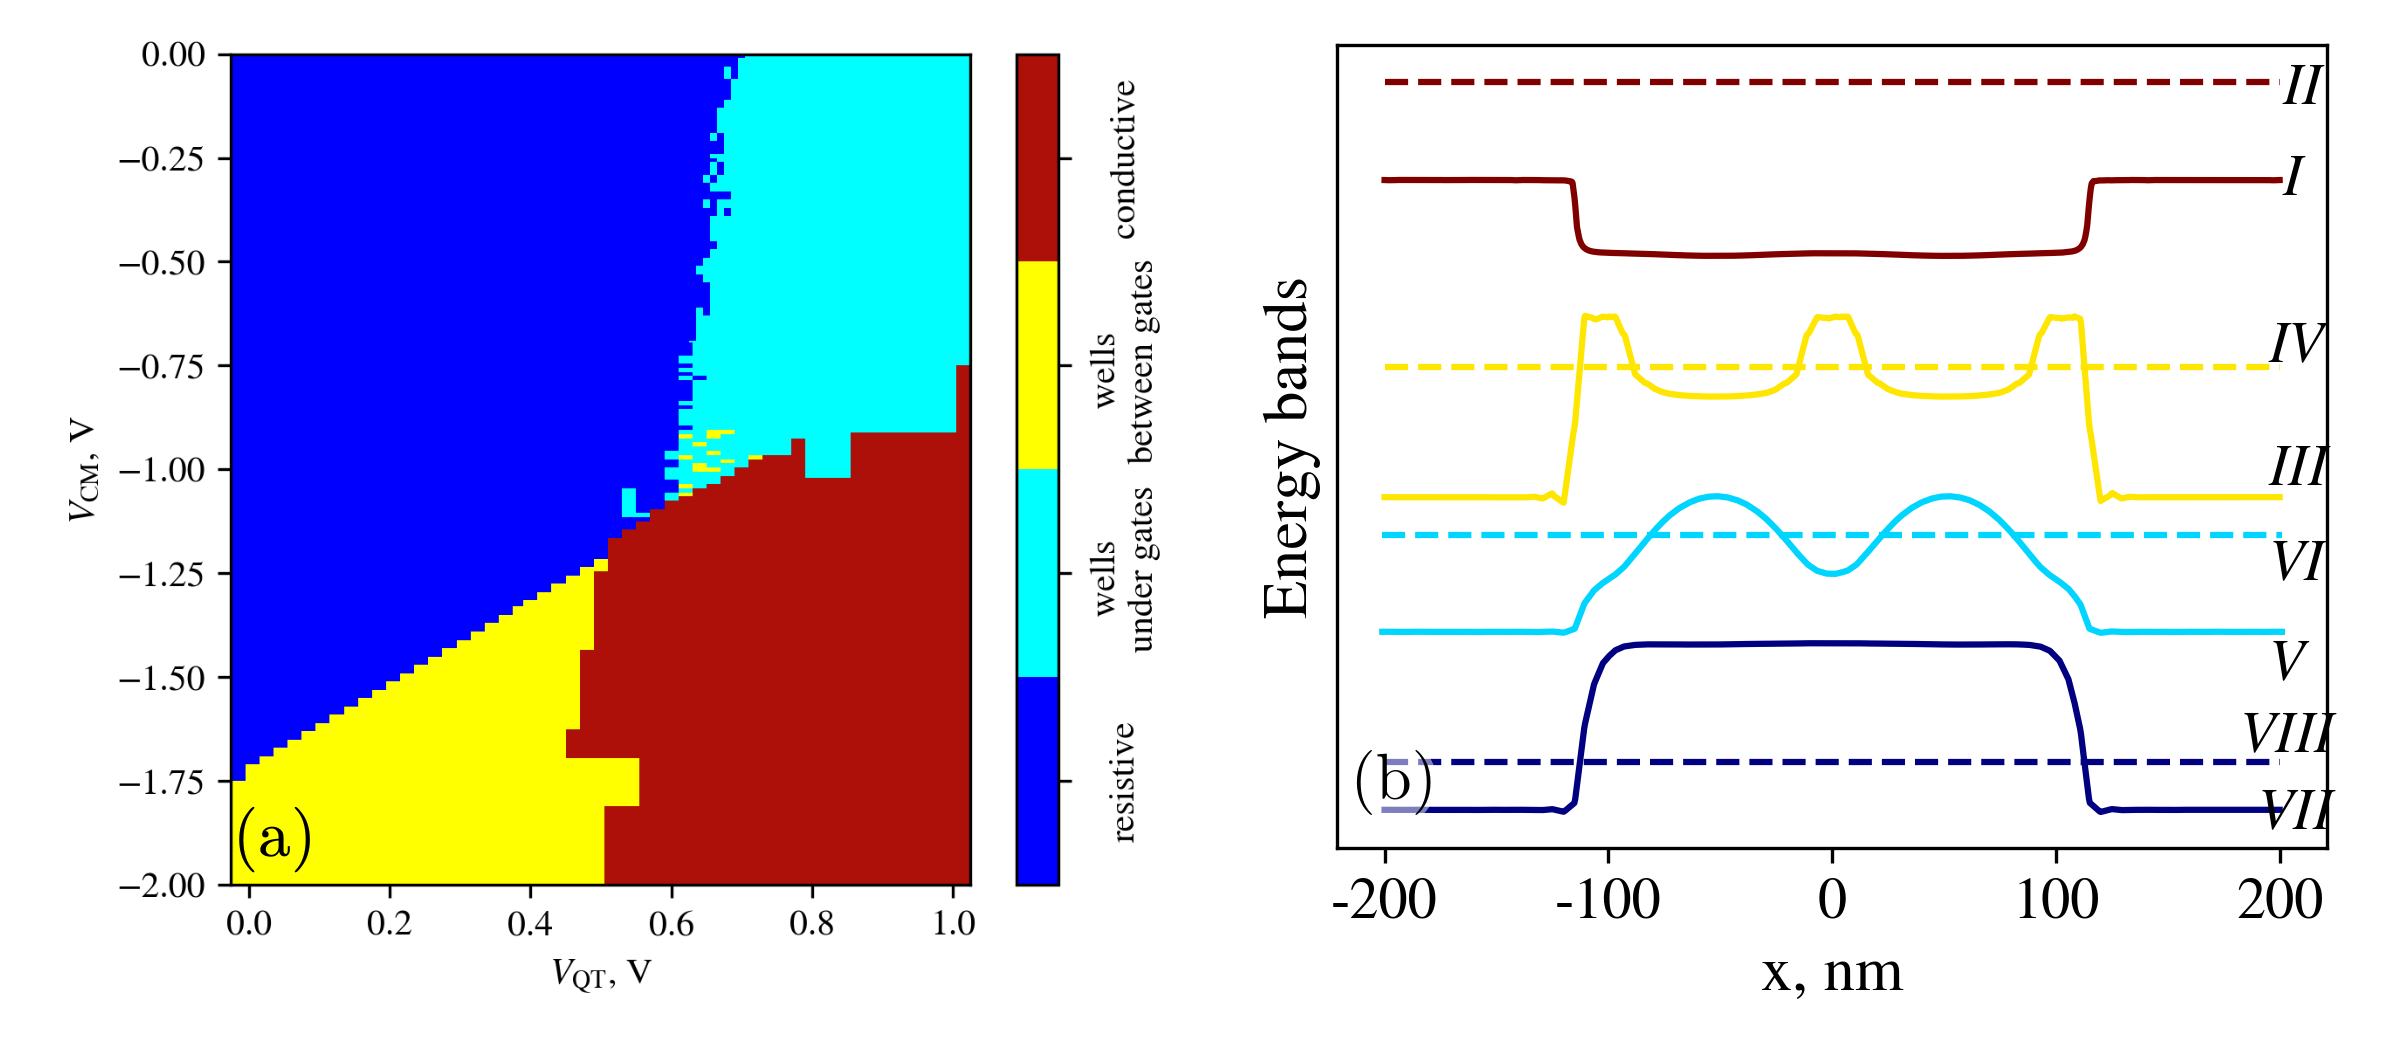 0.00
−0.25
−0.50
−0.75
−1.00
−1.25
−1.50
−1.75
−2.00
V_CM, V
(a)
0.0 0.2 0.4 0.6 0.8 1.0
V_QT, V
conductive
wells
between gates
wells
under gates
resistive
Energy bands
II
I
IV
III
VI
V
VIII
VII
(b)
-200 -100 0 100 200
x, nm